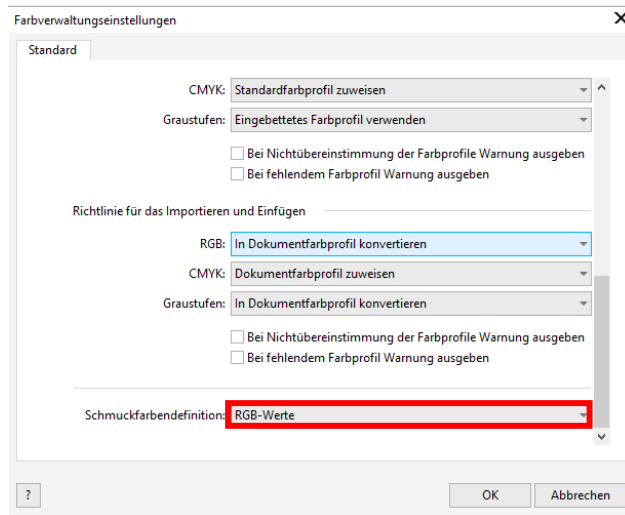 Farbverwaltungseinstellungen
Standard
CMYK: Standardfarbprofil zuweisen
Graustufen: Eingebettetes Farbprofil verwenden
Bei Nichtübereinstimmung der Farbprofile Warnung ausgeben
Bei fehlendem Farbprofil Warnung ausgeben
Richtlinie für das Importieren und Einfügen
RGB: In Dokumentfarbprofil konvertieren
CMYK: Dokumentfarbprofil zuweisen
Graustufen: In Dokumentfarbprofil konvertieren
Bei Nichtübereinstimmung der Farbprofile Warnung ausgeben
Bei fehlendem Farbprofil Warnung ausgeben
Schmuckfarbendefinition: RGB-Werte
? OK Abbrechen